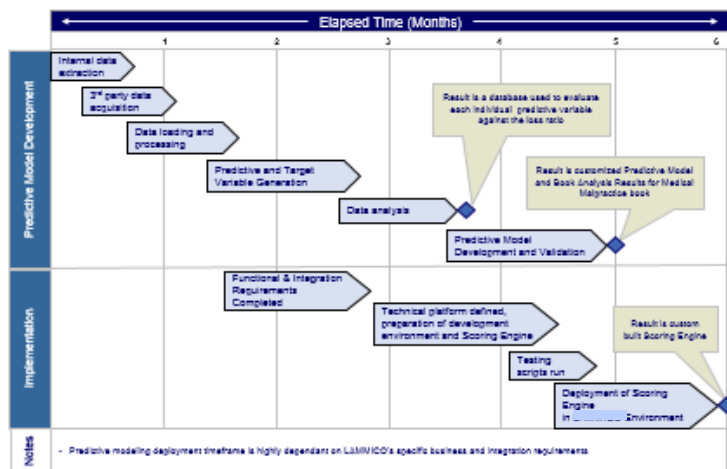 Elapsed Time (Months)
1 2 3 4 5 6
Predictive Model Development
Internal data
extraction
3rd party data
acquisition
Data loading and
processing
Predictive and Target
Variable Generation
Data analysis
Predictive Model
Development and Validation
Result is a database used to evaluate
each individual predictive variable
against the loss ratio
Result is customized Predictive Model
and Book Analysis Results for Medical
Malpractice book
Implementation
Functional & Integration
Requirements
Completed
Technical platform defined,
preparation of development
environment and Scoring Engine
Testing
scripts run
Deployment of Scoring
Engine
in Environment
Result is custom
built Scoring Engine
Notes
- Predictive modeling deployment timeframe is highly dependant on LAMMICO's specific business and integration requirements